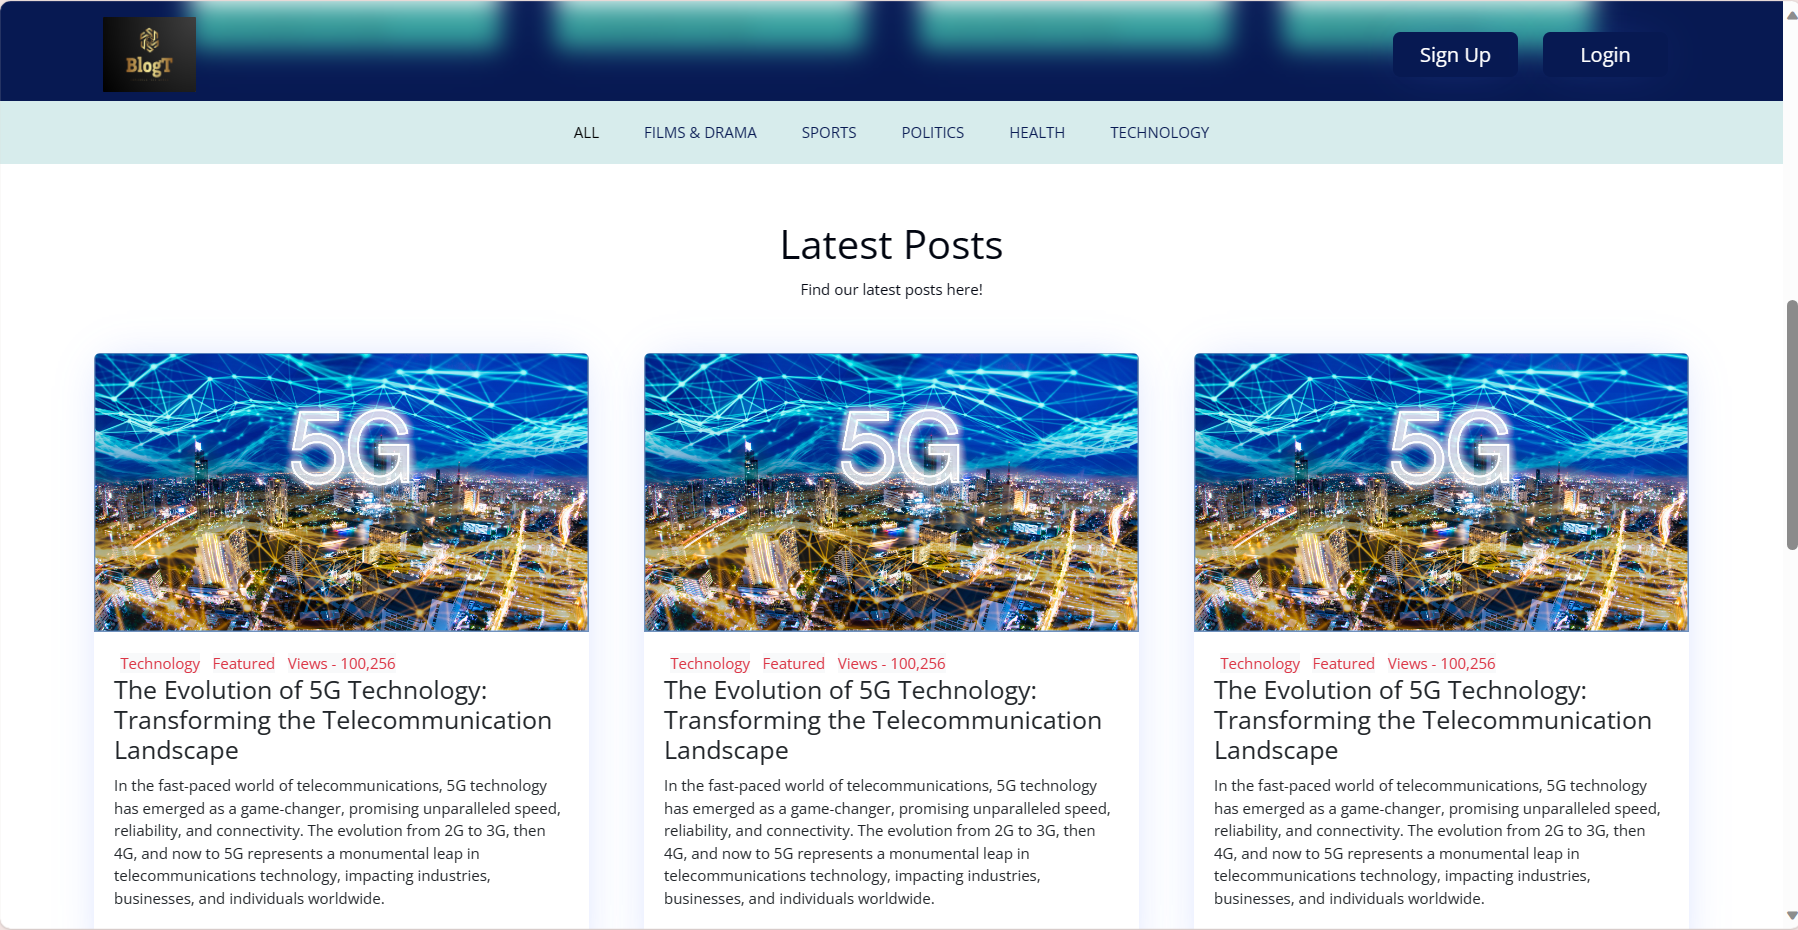 BlogT
Sign Up
Login
ALL
FILMS & DRAMA
SPORTS
POLITICS
HEALTH
TECHNOLOGY
Latest Posts
Find our latest posts here!
5G
Technology Featured Views - 100,256
The Evolution of 5G Technology:
Transforming the Telecommunication
Landscape
In the fast-paced world of telecommunications, 5G technology
has emerged as a game-changer, promising unparalleled speed,
reliability, and connectivity. The evolution from 2G to 3G, then
4G, and now to 5G represents a monumental leap in
telecommunications technology, impacting industries,
businesses, and individuals worldwide.
5G
Technology Featured Views - 100,256
The Evolution of 5G Technology:
Transforming the Telecommunication
Landscape
In the fast-paced world of telecommunications, 5G technology
has emerged as a game-changer, promising unparalleled speed,
reliability, and connectivity. The evolution from 2G to 3G, then
4G, and now to 5G represents a monumental leap in
telecommunications technology, impacting industries,
businesses, and individuals worldwide.
5G
Technology Featured Views - 100,256
The Evolution of 5G Technology:
Transforming the Telecommunication
Landscape
In the fast-paced world of telecommunications, 5G technology
has emerged as a game-changer, promising unparalleled speed,
reliability, and connectivity. The evolution from 2G to 3G, then
4G, and now to 5G represents a monumental leap in
telecommunications technology, impacting industries,
businesses, and individuals worldwide.